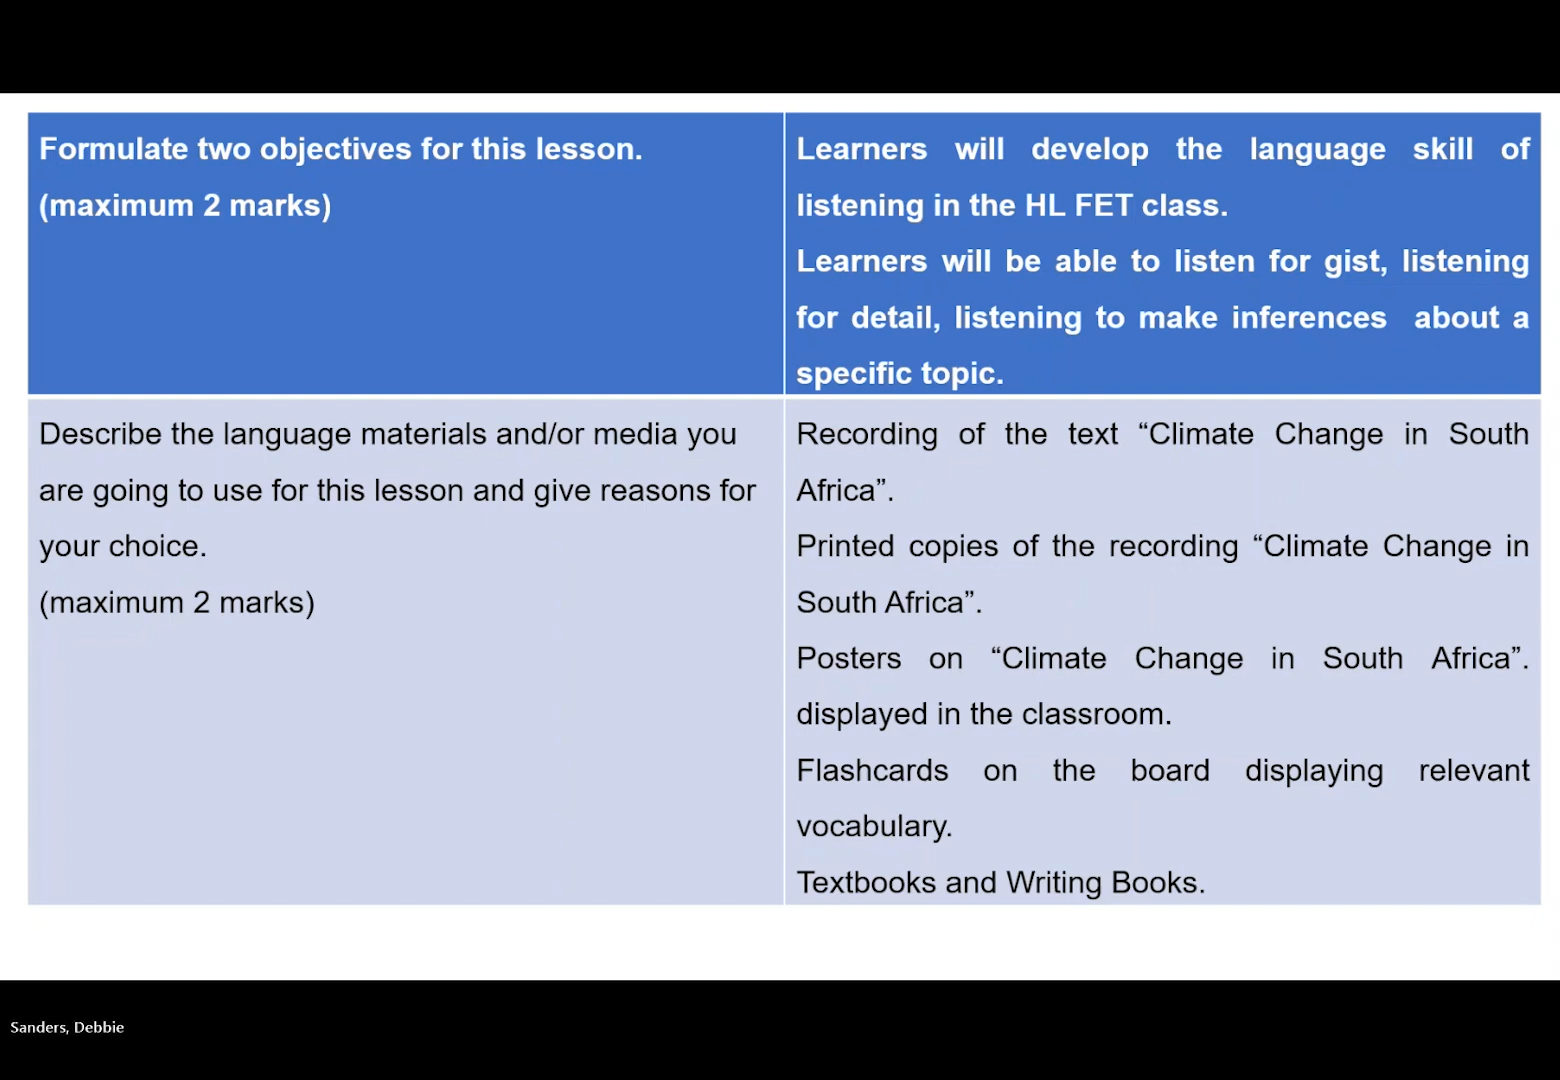 Formulate two objectives for this lesson.
(maximum 2 marks)
Learners will develop the language skill of
listening in the HL FET class.
Learners will be able to listen for gist, listening
for detail, listening to make inferences about a
specific topic.
Describe the language materials and/or media you
are going to use for this lesson and give reasons for
your choice.
(maximum 2 marks)
Recording of the text “Climate Change in South
Africa”.
Printed copies of the recording “Climate Change in
South Africa”.
Posters on “Climate Change in South Africa”.
displayed in the classroom.
Flashcards on the board displaying relevant
vocabulary.
Textbooks and Writing Books.
Sanders, Debbie